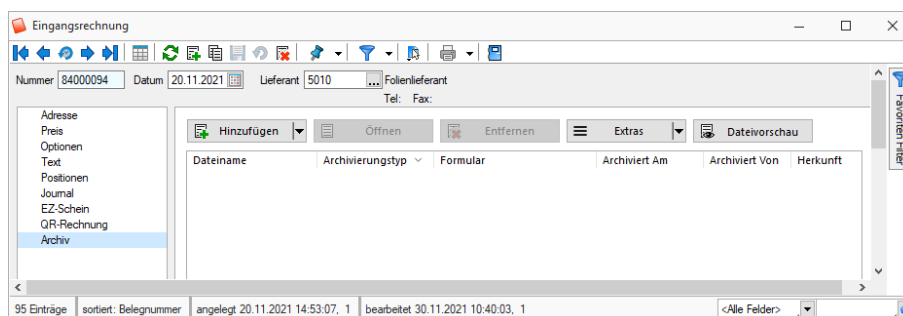 Eingangsrechnung
Nummer 84000094 Datum 20.11.2021 Lieferant 5010 ... Folienlieferant
Tel: Fax:
Favoriten Filter
Adresse
Preis
Optionen
Text
Positionen
Journal
EZ-Schein
QR-Rechnung
Archiv
Hinzufügen Öffnen Entfernen Extras Dateivorschau
Dateiname Archivierungstyp Formular Archiviert Am Archiviert Von Herkunft
95 Einträge sortiert: Belegnummer angelegt 20.11.2021 14:53:07, 1 bearbeitet 30.11.2021 10:40:03, 1 <Alle Felder>